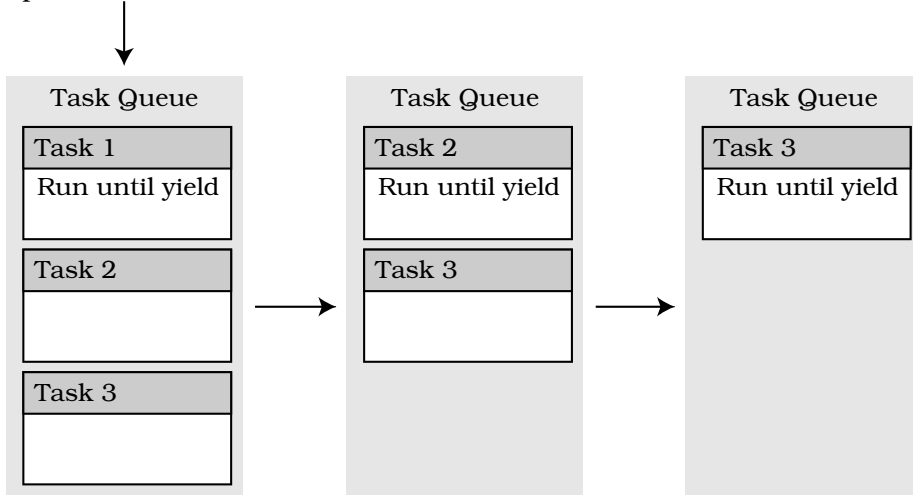 Task Queue
Task 1
Run until yield
Task 2
Task 3
Task Queue
Task 2
Run until yield
Task 3
Task Queue
Task 3
Run until yield